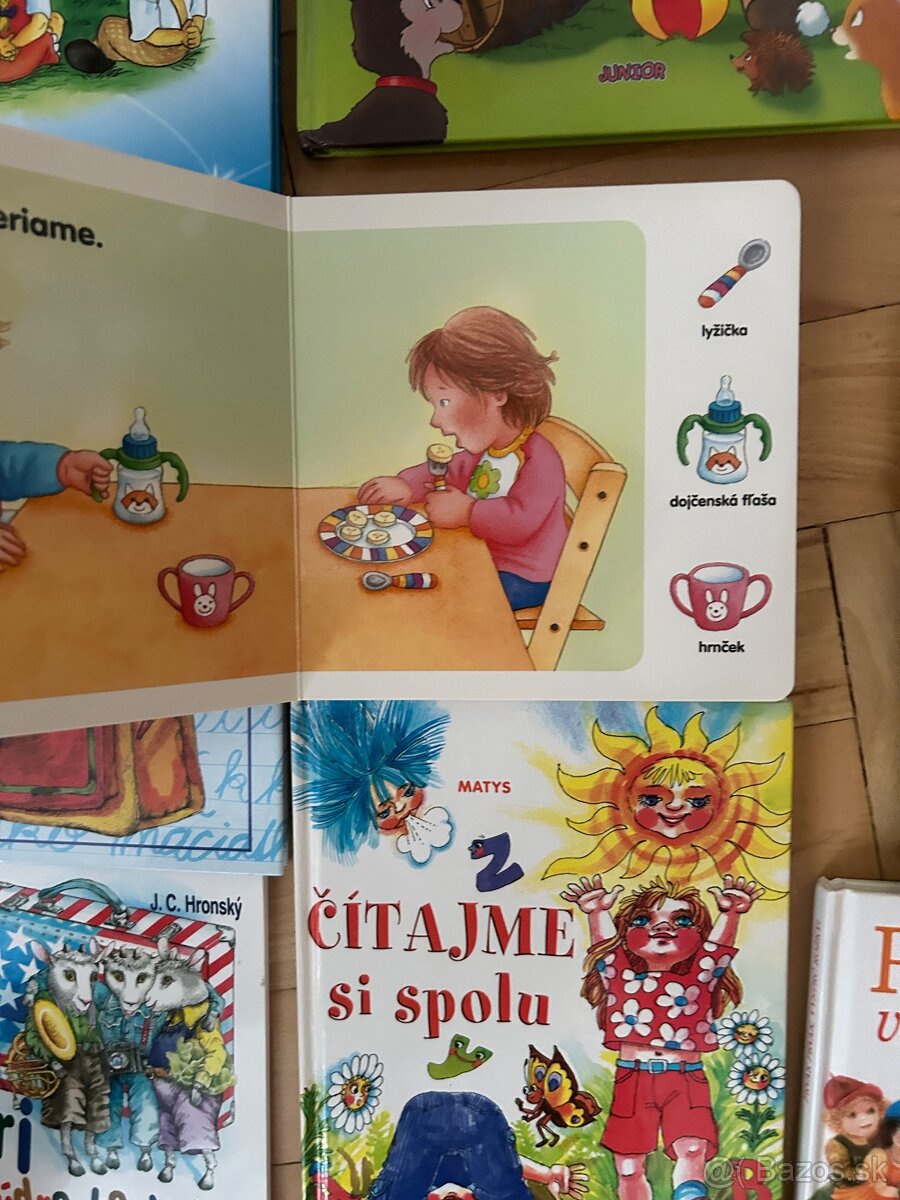 JUNIOR
eriame.
lyžička
dojčenská fľaša
hrnček
MATYS
ČÍTAJME
si spolu
J. C. Hronský
@ Bazos.sk